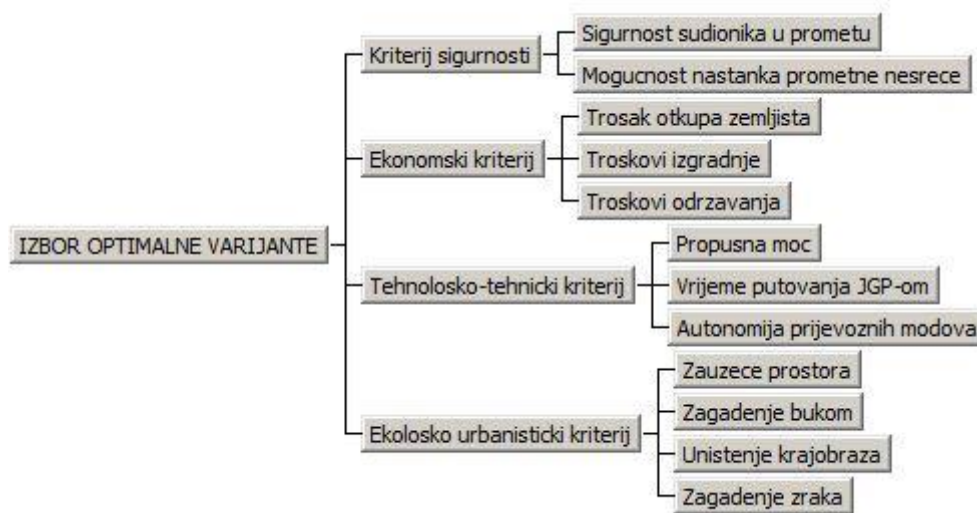 IZBOR OPTIMALNE VARIJANTE
Kriterij sigurnosti
Sigurnost sudionika u prometu
Mogucnost nastanka prometne nesrece
Ekonomski kriterij
Trosak otkupa zemljista
Troskovi izgradnje
Troskovi odrzavanja
Tehnolosko-tehnicki kriterij
Propusna moc
Vrijeme putovanja JGP-om
Autonomija prijevoznih modova
Ekolosko urbanisticki kriterij
Zauzece prostora
Zagadenje bukom
Unistenje krajobraza
Zagadenje zraka